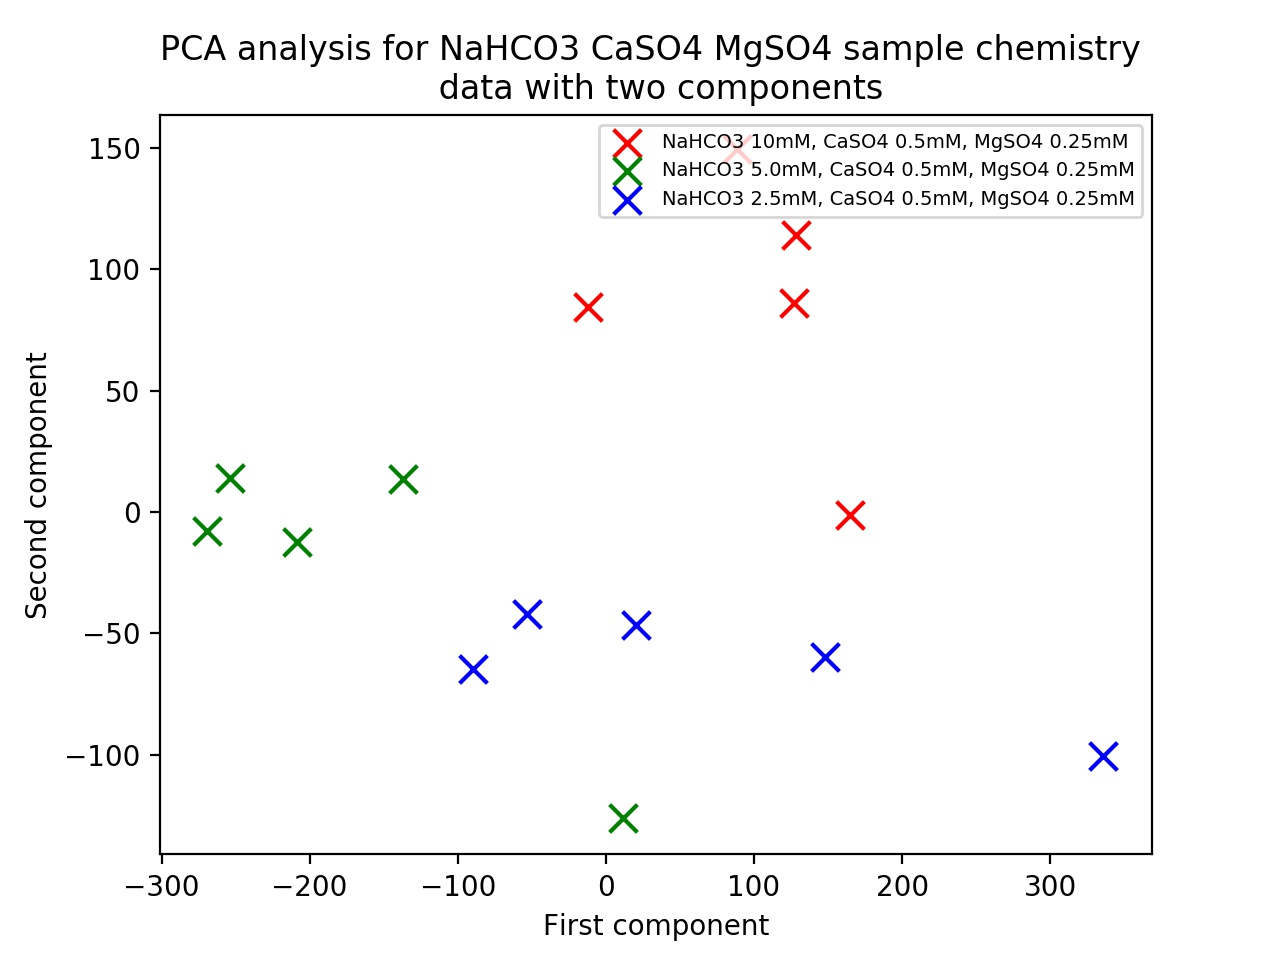 PCA analysis for NaHCO3 CaSO4 MgSO4 sample chemistry
data with two components
NaHCO3 10mM, CaSO4 0.5mM, MgSO4 0.25mM
NaHCO3 5.0mM, CaSO4 0.5mM, MgSO4 0.25mM
NaHCO3 2.5mM, CaSO4 0.5mM, MgSO4 0.25mM
150
100
50
0
−50
−100
Second component
−300 −200 −100 0 100 200 300
First component